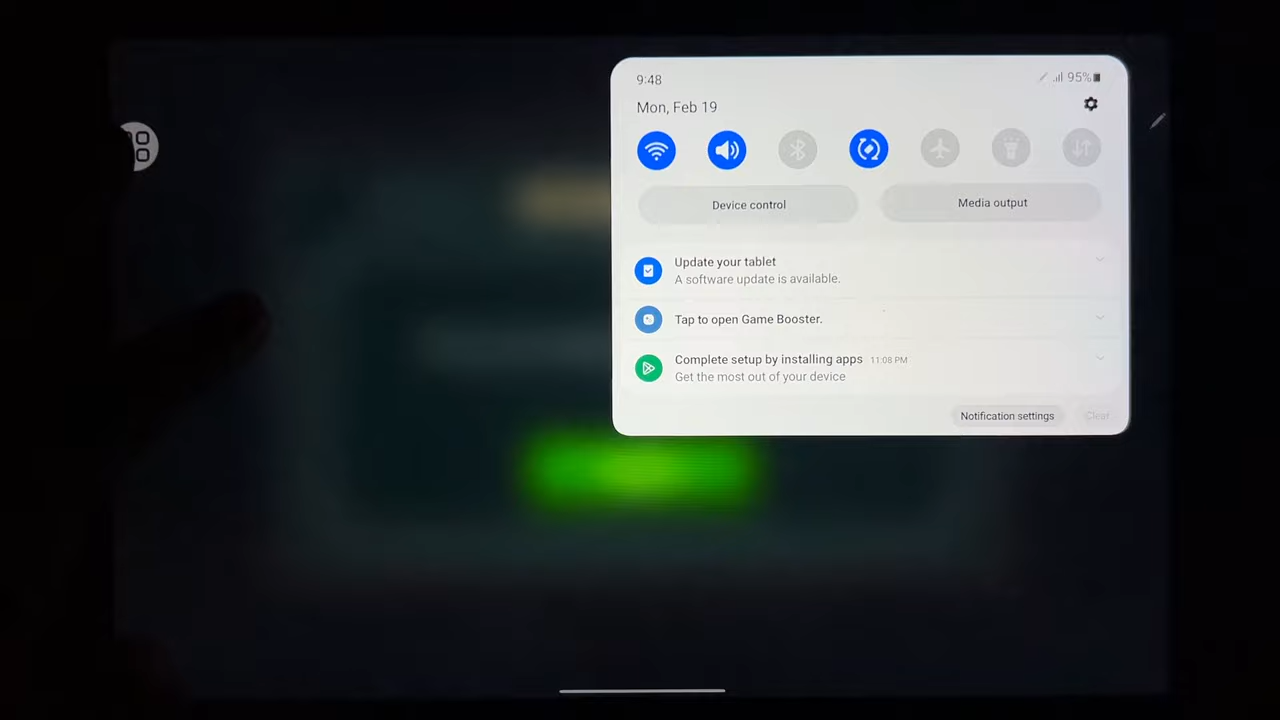 9:48
95%
Mon, Feb 19
Device control
Media output
Update your tablet
A software update is available.
Tap to open Game Booster.
Complete setup by installing apps 11:08 PM
Get the most out of your device
Notification settings
Clear